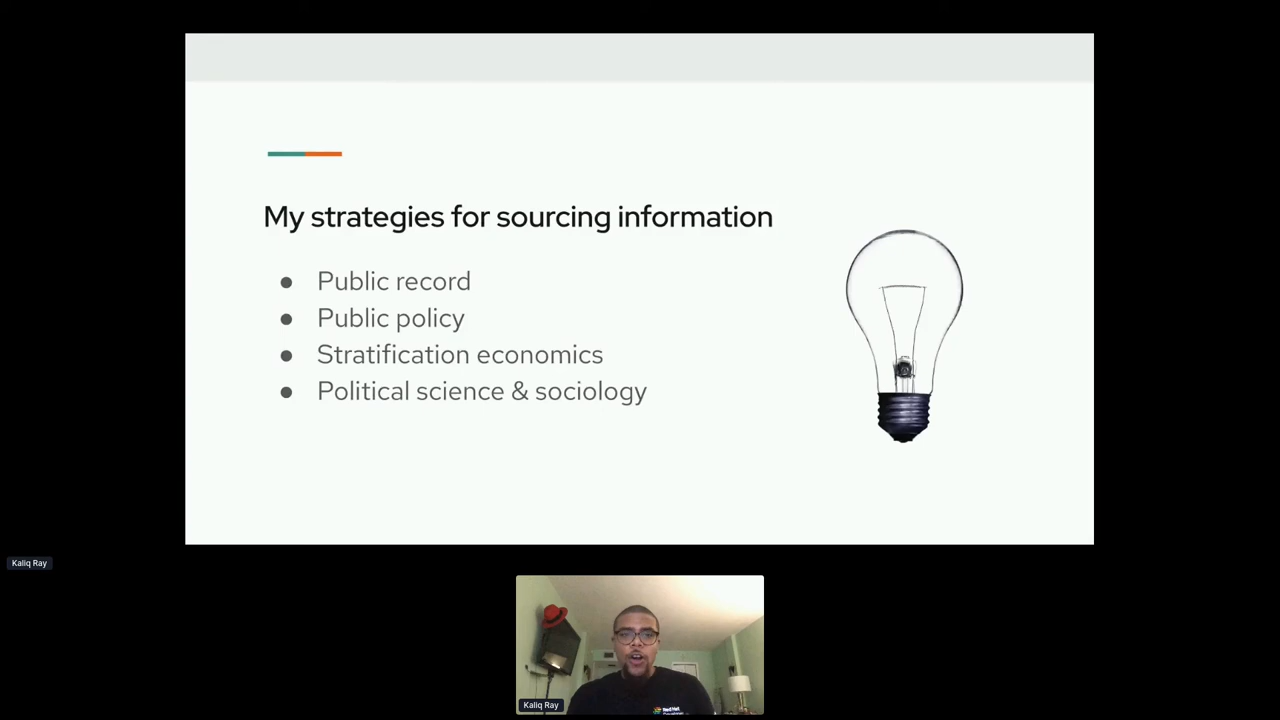 My strategies for sourcing information
● Public record
● Public policy
● Stratification economics
● Political science & sociology
Kaliq Ray
Kaliq Ray